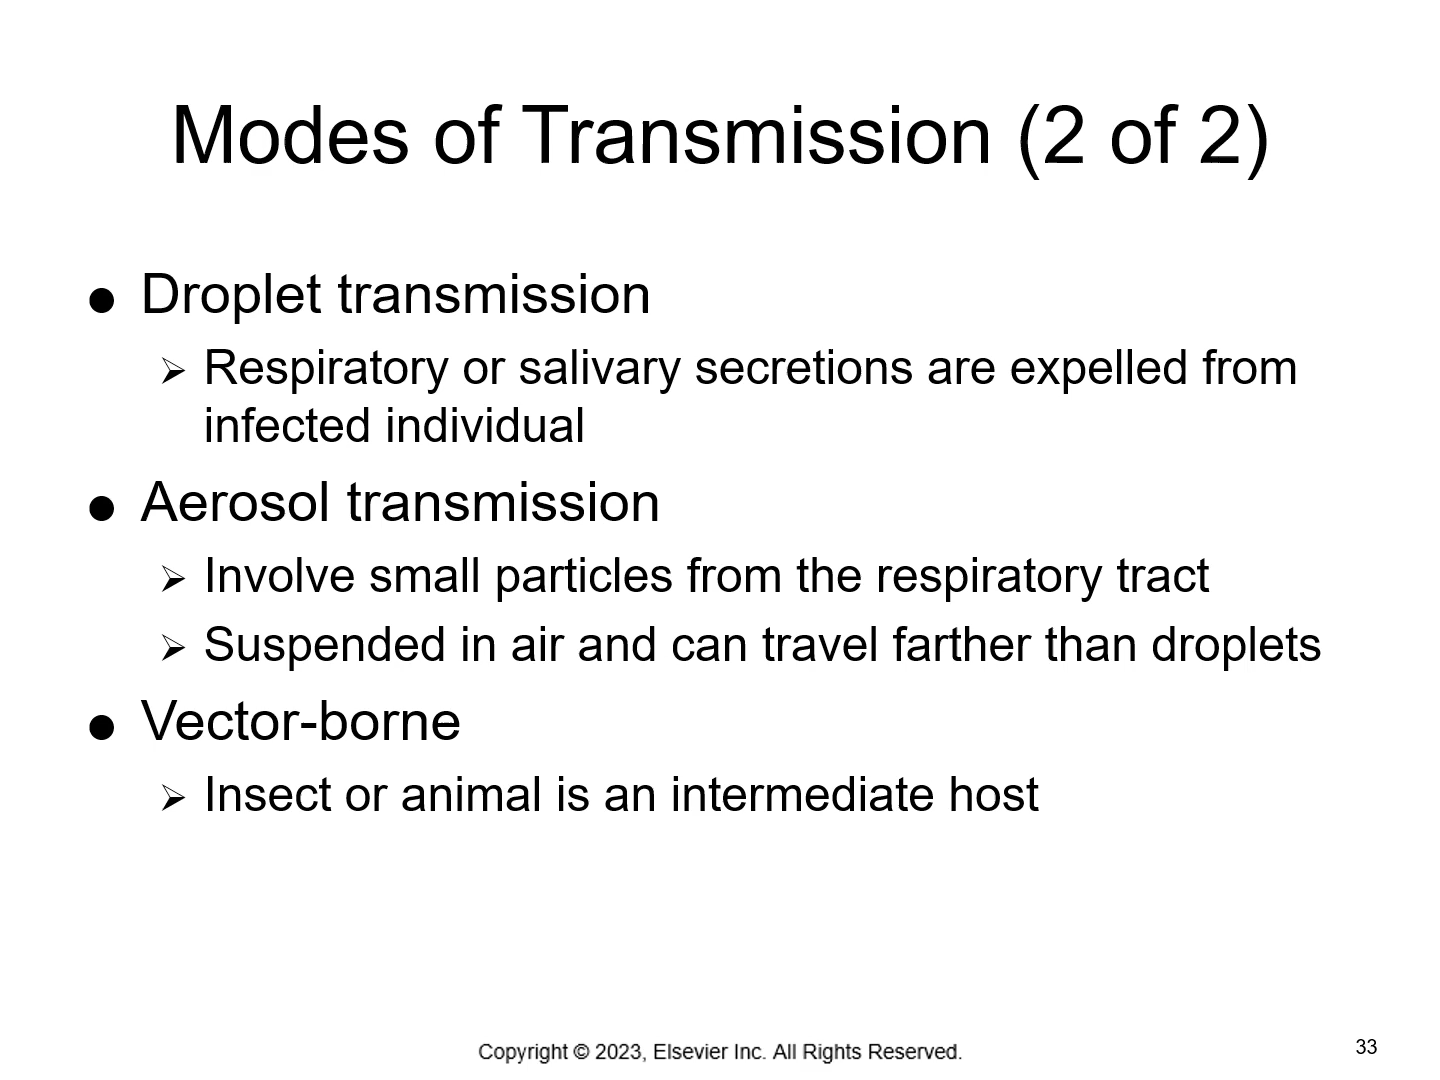 Modes of Transmission (2 of 2)
● Droplet transmission
➢ Respiratory or salivary secretions are expelled from
infected individual
● Aerosol transmission
➢ Involve small particles from the respiratory tract
➢ Suspended in air and can travel farther than droplets
● Vector-borne
➢ Insect or animal is an intermediate host
Copyright © 2023, Elsevier Inc. All Rights Reserved.
33